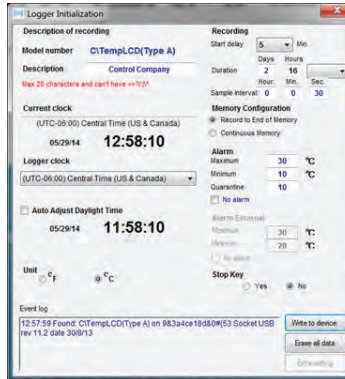 Logger Initialization
Description of recording
Model number C\TempLCD(Type A)
Description Control Company
Current clock
(UTC-06:00) Central Time (US & Canada)
05/29/14 12:58:10
Logger clock
(UTC-06:00) Central Time (US & Canada)
Auto Adjust Daylight Time
05/29/14 11:58:10
Unit °F °C
Recording
Start delay 5 Min.
Days Hours
Duration 2 16
Hour. Min. Sec.
Sample Interval: 0 0 30
Memory Configuration
Record to End of Memory
Continuous Memory
Alarm
Maximum 30 °C
Minimum 10 °C
Quarantine 10
No alarm
Alarm External
Maximum 30 °C
Minimum 20 °C
No alarm
Stop Key
Yes No
Event log
12:57:59 Found: C\TempLCD(Type A) on 9&3a4ce18d&0#(53 Socket USB
rev 11.2 date 30/8/13
Write to device
Erase all data